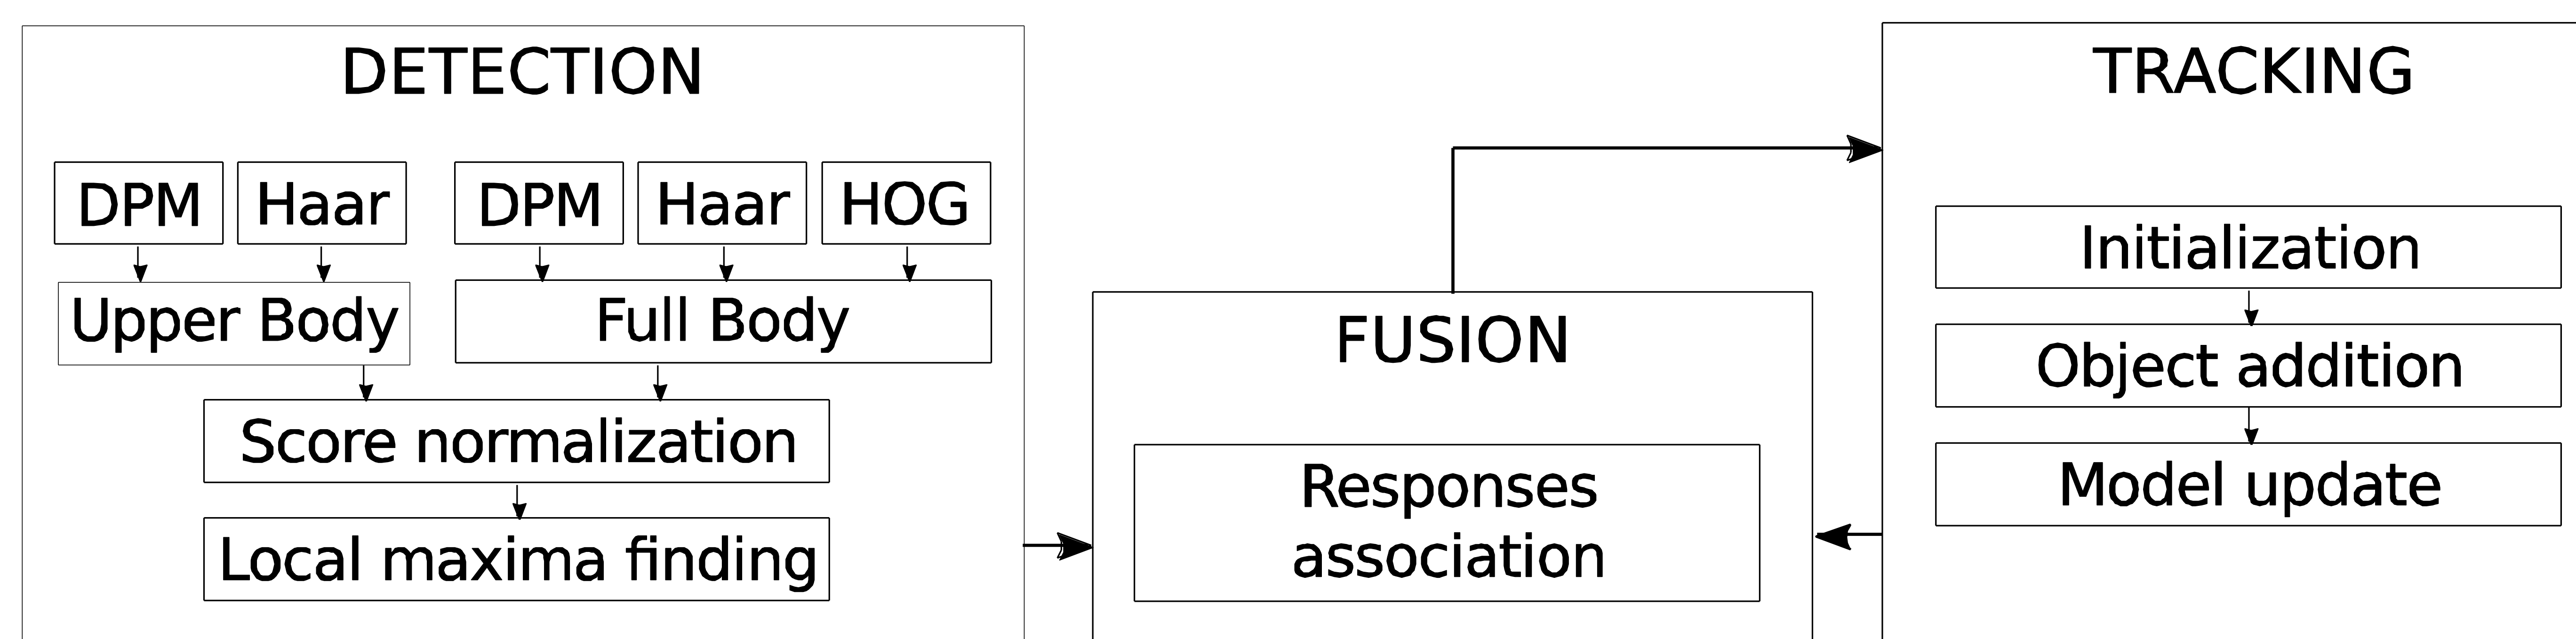 DETECTION
DPM Haar DPM Haar HOG
Upper Body Full Body
Score normalization
Local maxima finding
FUSION
Responses
association
TRACKING
Initialization
Object addition
Model update